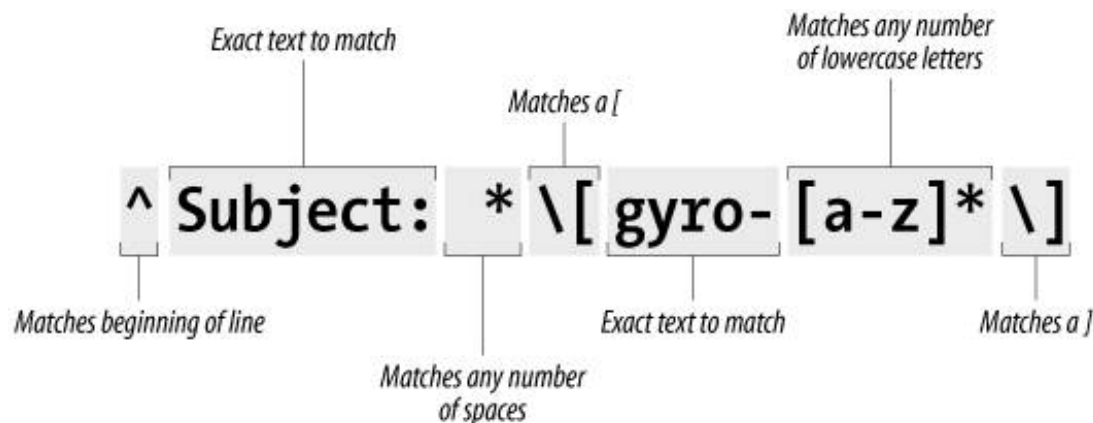 Exact text to match
Matches any number
of lowercase letters
Matches a [
^Subject: *\[gyro-[a-z]*\]
Matches beginning of line
Exact text to match
Matches a ]
Matches any number
of spaces